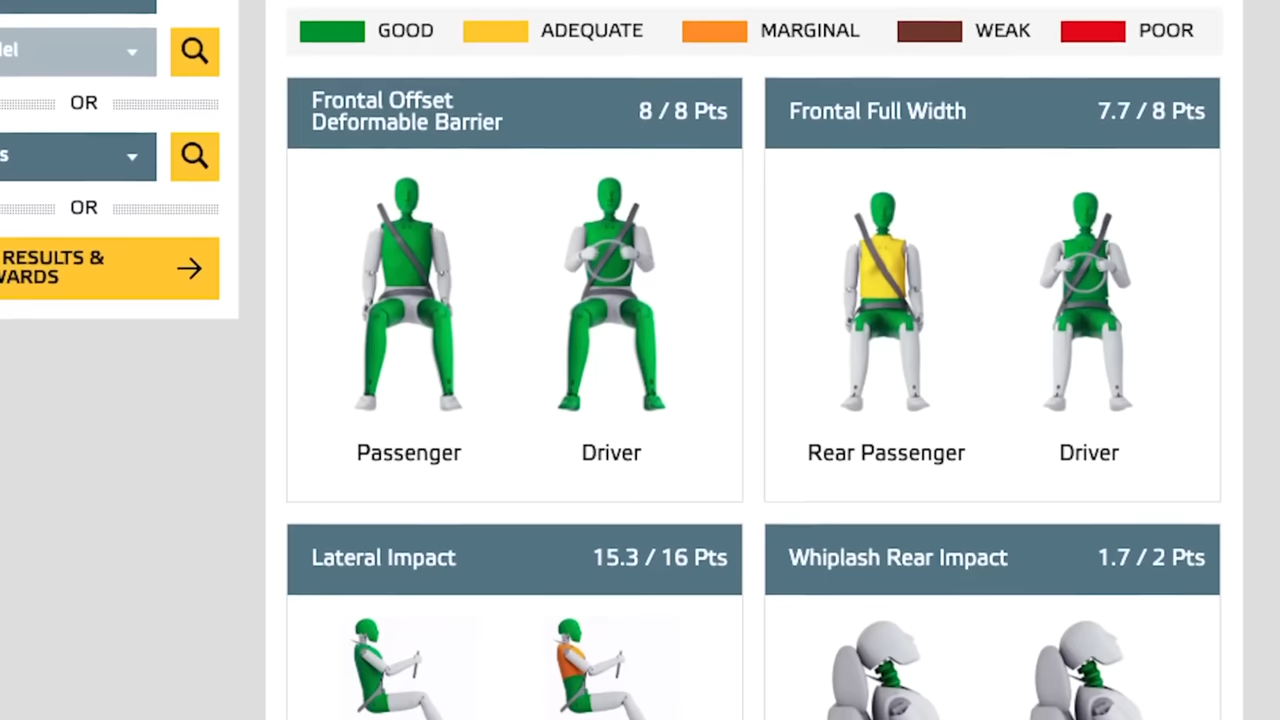 del
OR
s
OR
RESULTS &
WARDS
GOOD
ADEQUATE
MARGINAL
WEAK
POOR
Frontal Offset
Deformable Barrier
8 / 8 Pts
Passenger
Driver
Frontal Full Width
7.7 / 8 Pts
Rear Passenger
Driver
Lateral Impact
15.3 / 16 Pts
Whiplash Rear Impact
1.7 / 2 Pts